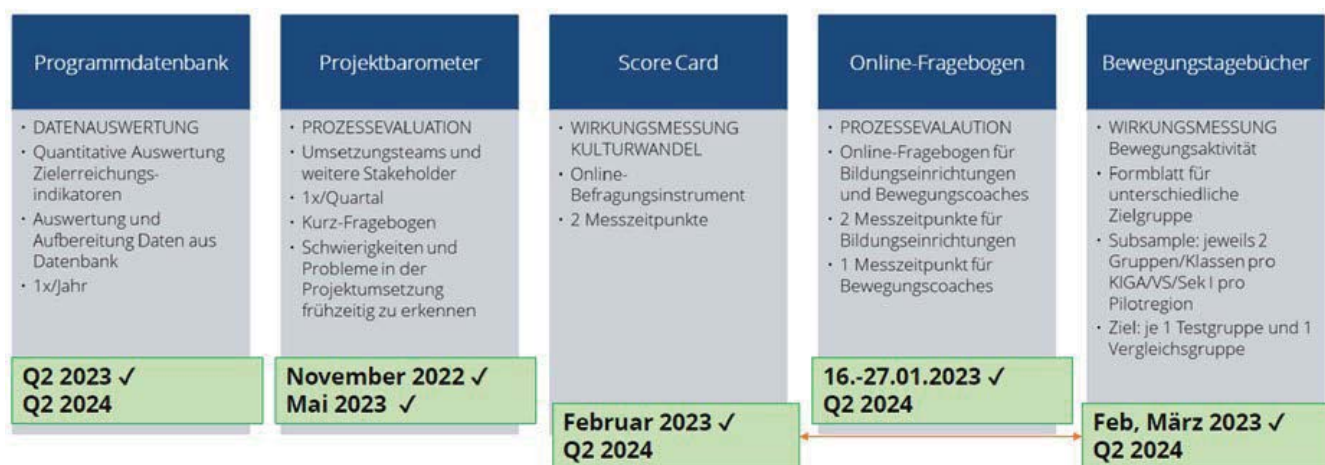 Programmdatenbank
· DATENAUSWERTUNG
· Quantitative Auswertung
Zielerreichungs-
indikatoren
· Auswertung und
Aufbereitung Daten aus
Datenbank
· 1x/Jahr
Q2 2023 ✓
Q2 2024
Projektbarometer
· PROZESSEVALUATION
· Umsetzungsteams und
weitere Stakeholder
· 1x/Quartal
· Kurz-Fragebogen
· Schwierigkeiten und
Probleme in der
Projektumsetzung
frühzeitig zu erkennen
November 2022 ✓
Mai 2023 ✓
Score Card
· WIRKUNGSMESSUNG
KULTURWANDEL
· Online-
Befragungsinstrument
· 2 Messzeitpunkte
Februar 2023 ✓
Q2 2024
Online-Fragebogen
· PROZESSEVALAUTION
· Online-Fragebogen für
Bildungseinrichtungen
und Bewegungscoaches
· 2 Messzeitpunkte für
Bildungseinrichtungen
· 1 Messzeitpunkt für
Bewegungscoaches
16.-27.01.2023 ✓
Q2 2024
Bewegungstagebücher
· WIRKUNGSMESSUNG
Bewegungsaktivität
· Formblatt für
unterschiedliche
Zielgruppe
· Subsample: jeweils 2
Gruppen/Klassen pro
KIGA/VS/Sek I pro
Pilotregion
· Ziel: je 1 Testgruppe und 1
Vergleichsgruppe
Feb, März 2023 ✓
Q2 2024